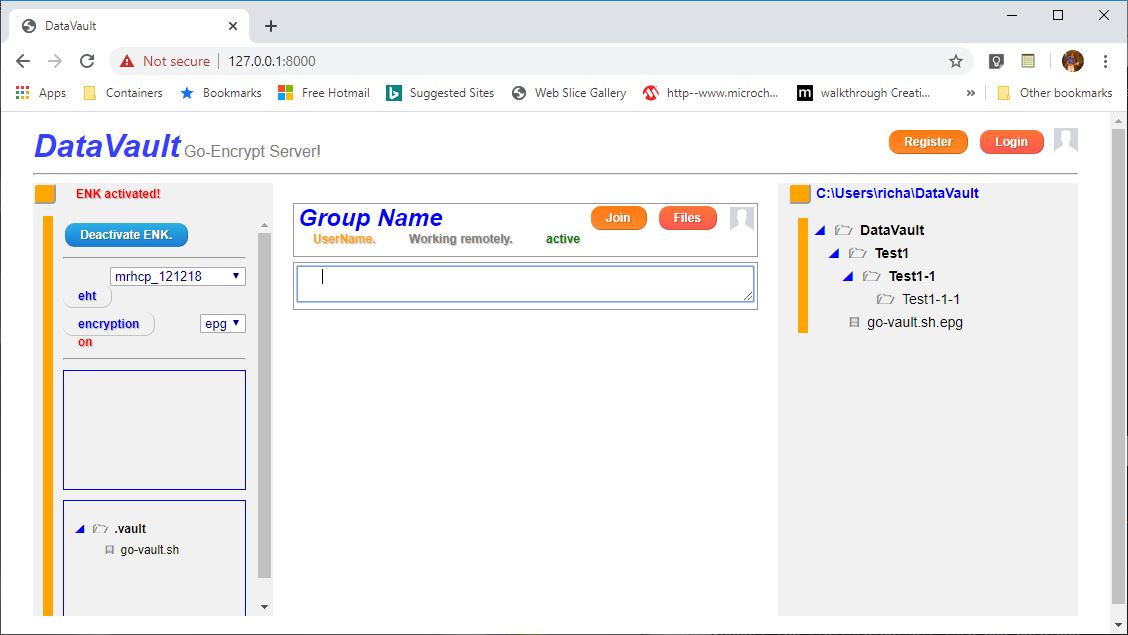 DataVault
Not secure 127.0.0.1:8000
Apps Containers Bookmarks Free Hotmail Suggested Sites Web Slice Gallery http--www.microch... walkthrough Creati... » Other bookmarks
DataVault Go-Encrypt Server!
Register Login
ENK activated!
Deactivate ENK.
mrhcp_121218
eht
encryption epg
on
.vault
go-vault.sh
Group Name Join Files
UserName. Working remotely. active
C:\Users\richa\DataVault
DataVault
Test1
Test1-1
Test1-1-1
go-vault.sh.epg